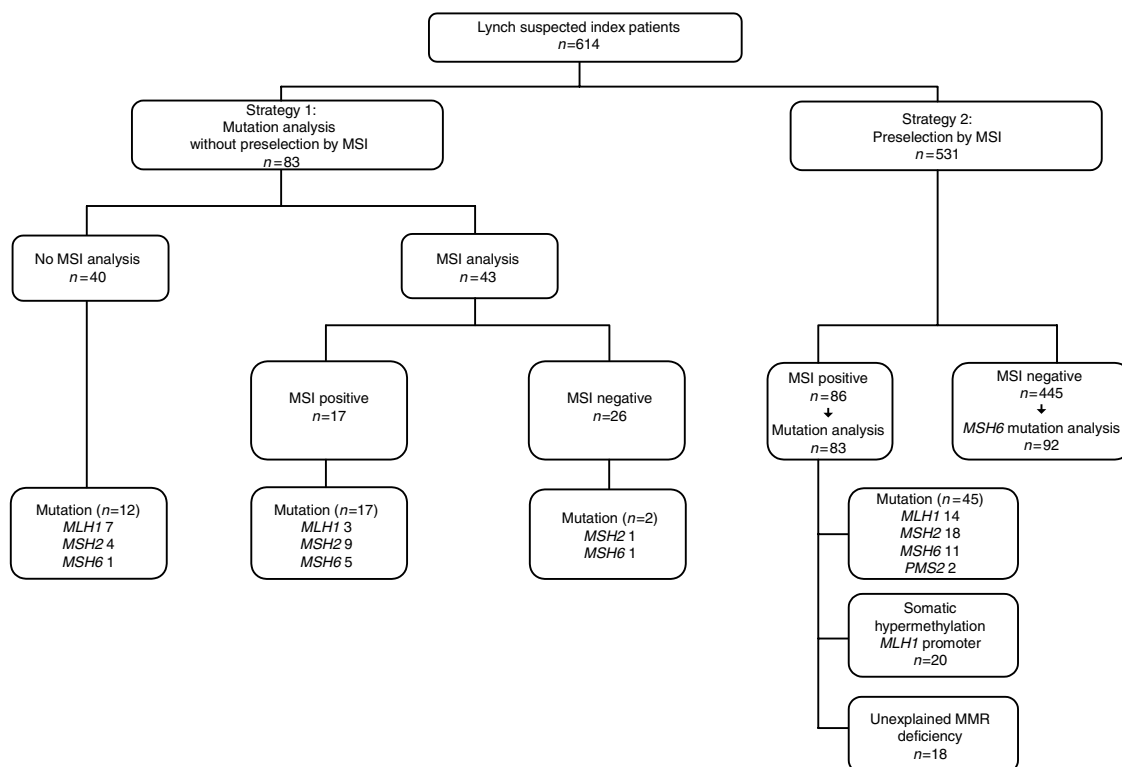 Lynch suspected index patients
n=614
Strategy 1:
Mutation analysis
without preselection by MSI
n=83
Strategy 2:
Preselection by MSI
n=531
No MSI analysis
n=40
MSI analysis
n=43
MSI positive
n=17
MSI negative
n=26
MSI positive
n=86
Mutation analysis
n=83
MSI negative
n=445
MSH6 mutation analysis
n=92
Mutation (n=12)
MLH1 7
MSH2 4
MSH6 1
Mutation (n=17)
MLH1 3
MSH2 9
MSH6 5
Mutation (n=2)
MSH2 1
MSH6 1
Mutation (n=45)
MLH1 14
MSH2 18
MSH6 11
PMS2 2
Somatic
hypermethylation
MLH1 promoter
n=20
Unexplained MMR
deficiency
n=18